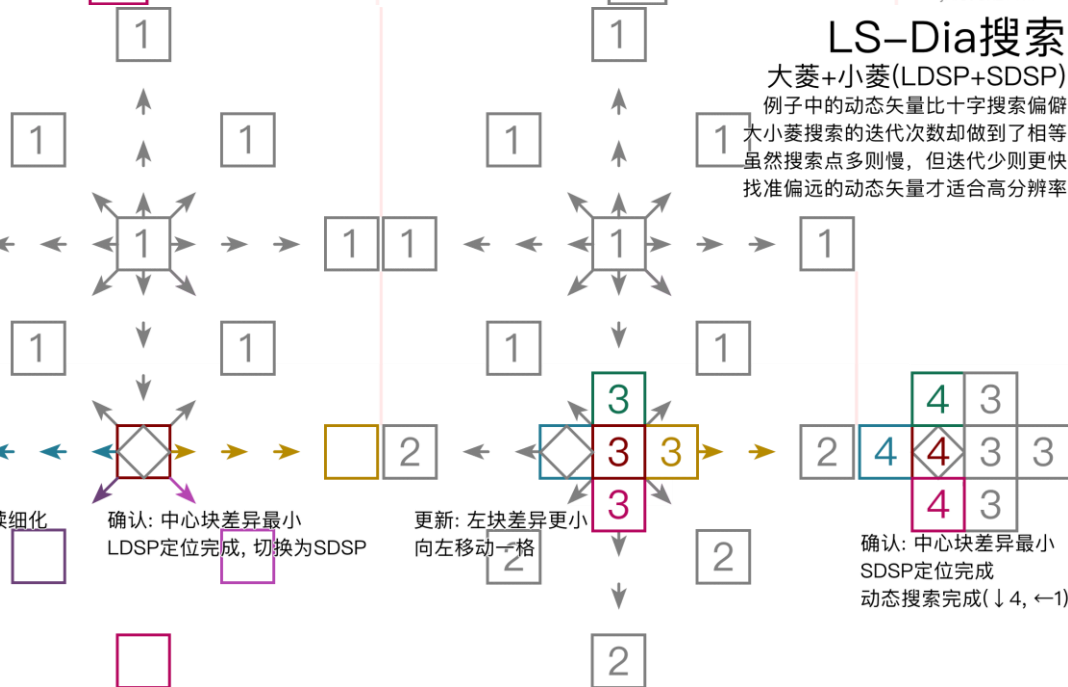 1
1
LS-Dia搜索
大菱+小菱(LDSP+SDSP)
例子中的动态矢量比十字搜索偏僻
1 1 1 1 大小菱搜索的迭代次数却做到了相等
虽然搜索点多则慢，但迭代少则更快
找准偏远的动态矢量才适合高分辨率
1 1 1 1 1
1 1 1 1
3 4 3
2 3 3 2 4 4 3 3
3 4 3
续细化
确认: 中心块差异最小
LDSP定位完成, 切换为SDSP
更新: 左块差异更小
向左移动一格
2
确认: 中心块差异最小
SDSP定位完成
动态搜索完成(↓4, ←1)
2